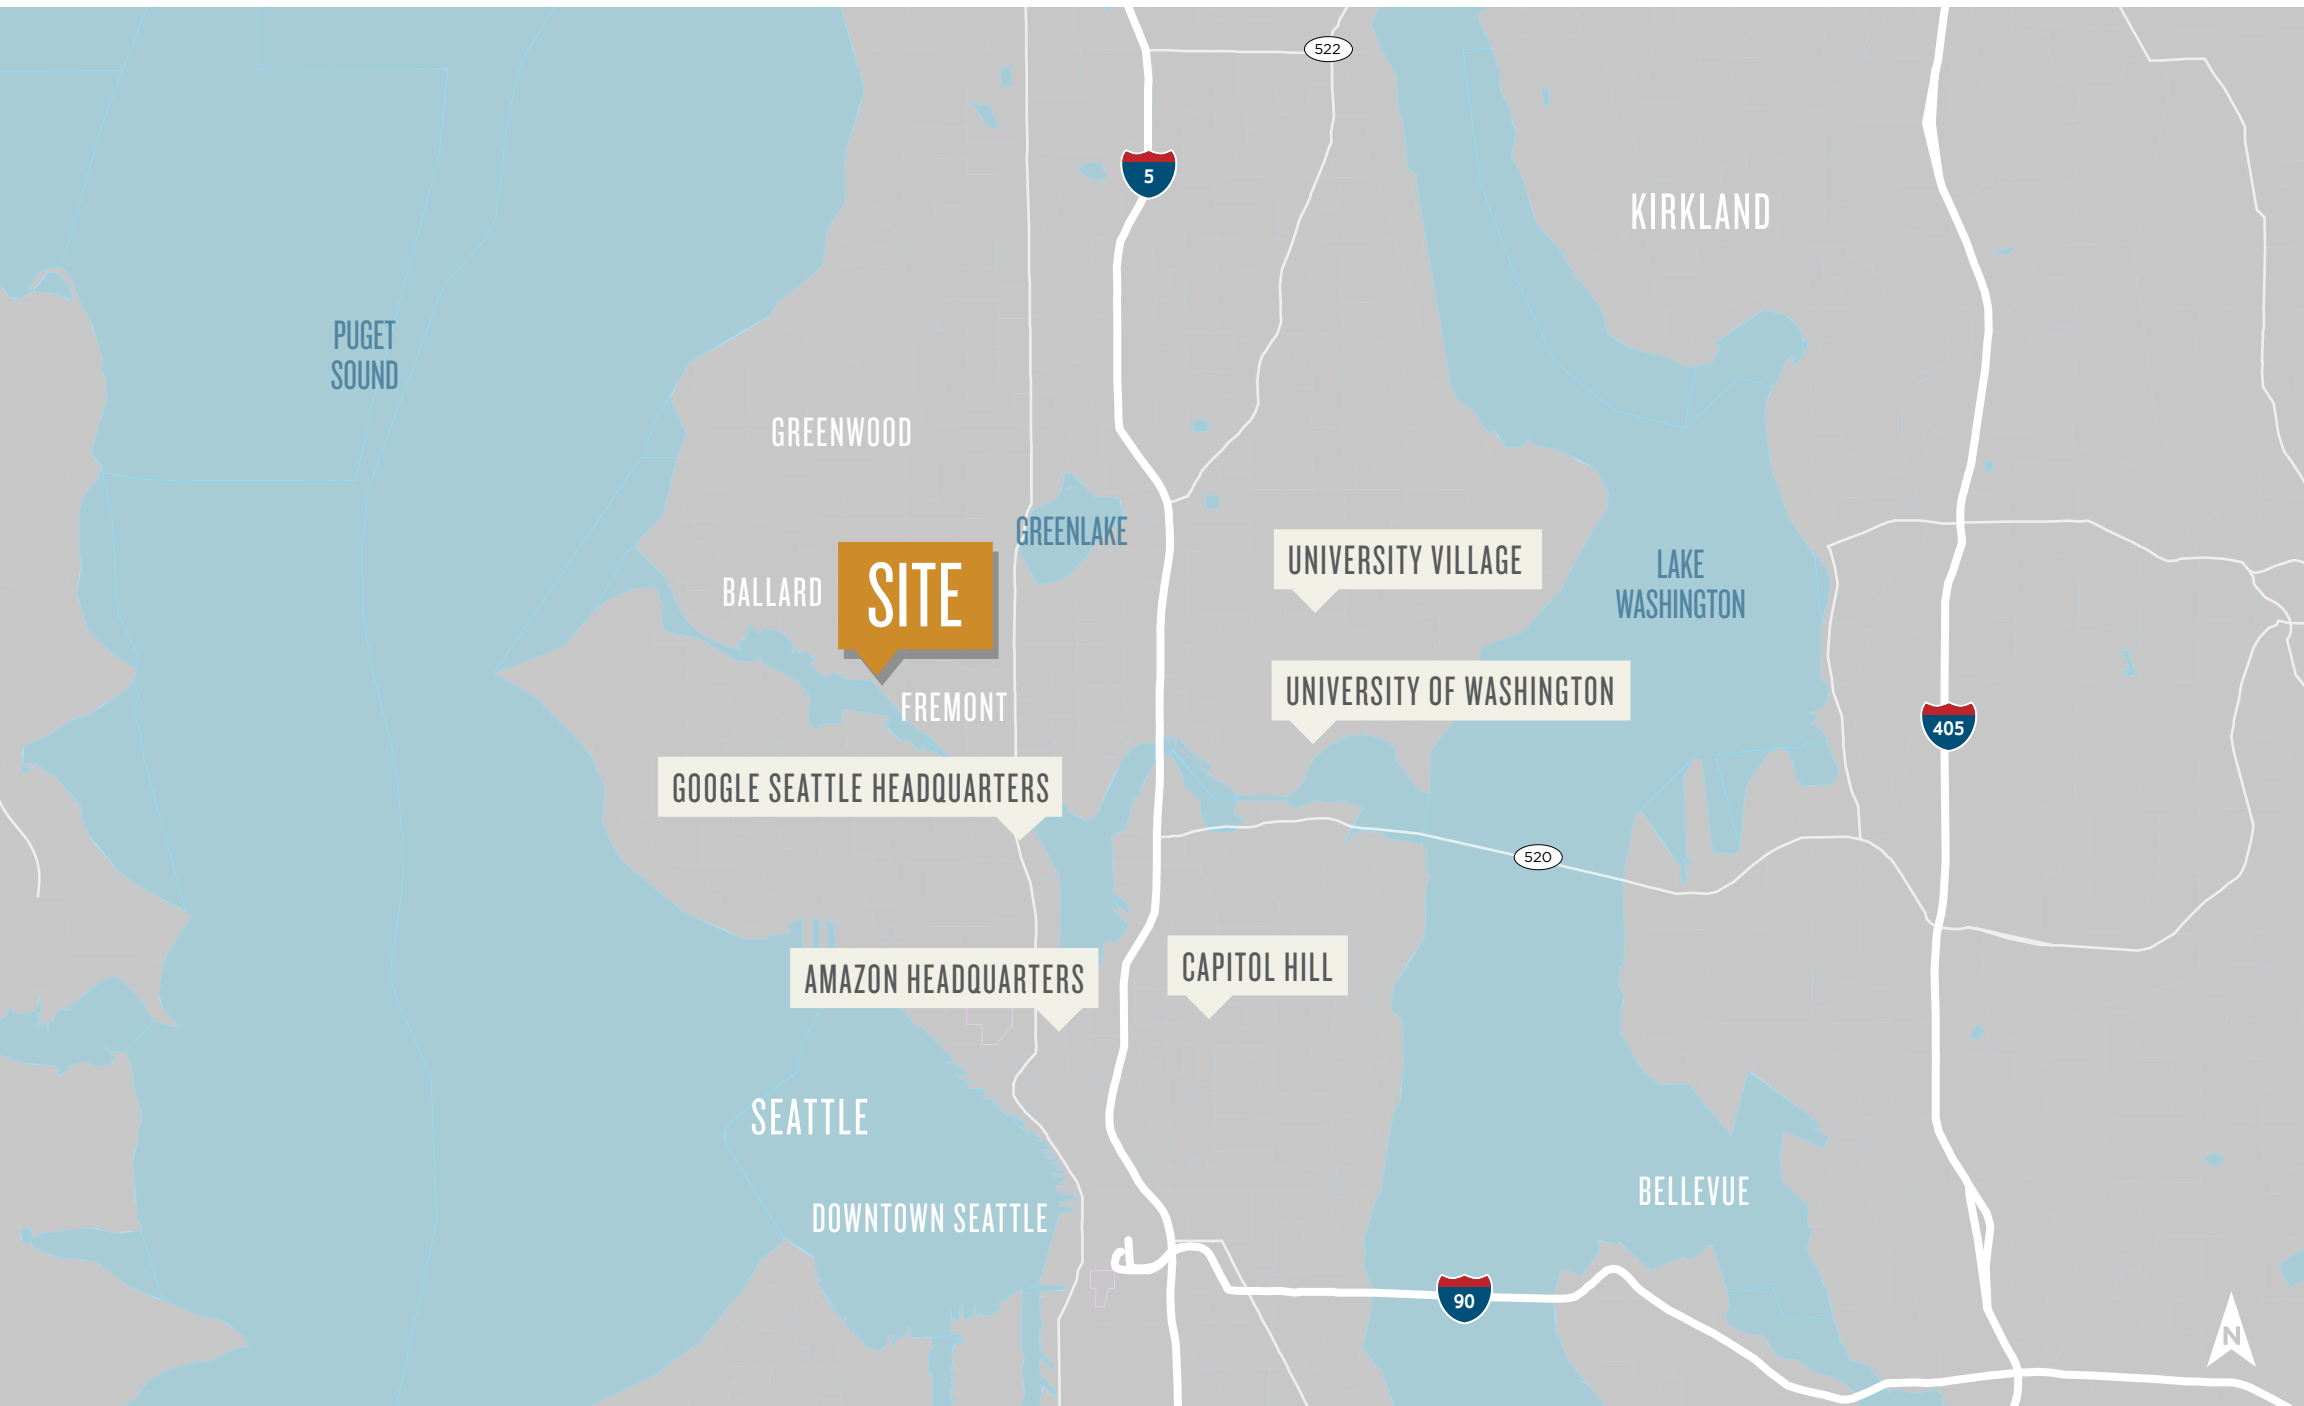 522
5
KIRKLAND
PUGET
SOUND
GREENWOOD
GREENLAKE
UNIVERSITY VILLAGE
LAKE
WASHINGTON
BALLARD
SITE
UNIVERSITY OF WASHINGTON
FREMONT
405
GOOGLE SEATTLE HEADQUARTERS
520
AMAZON HEADQUARTERS
CAPITOL HILL
SEATTLE
BELLEVUE
DOWNTOWN SEATTLE
90
N